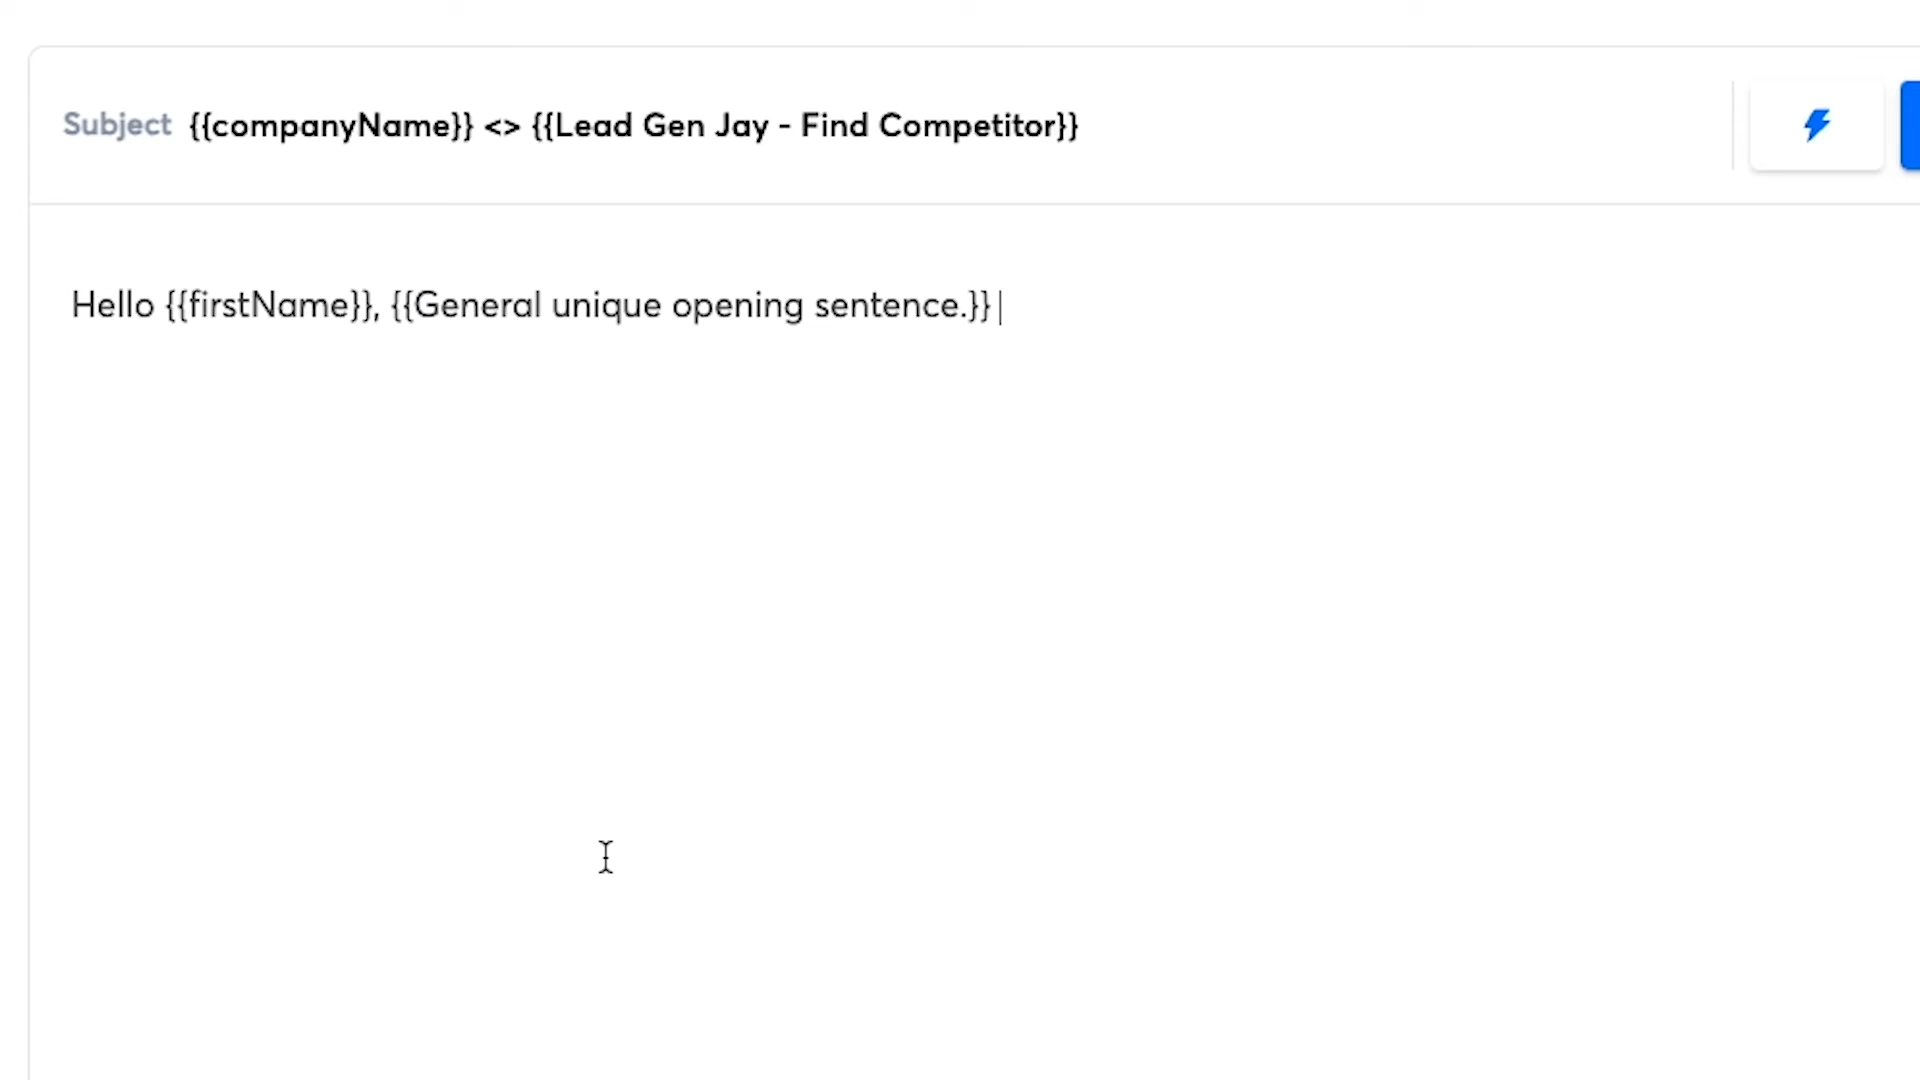 Subject {{companyName}} <> {{Lead Gen Jay - Find Competitor}}
Hello {{firstName}}, {{General unique opening sentence.}}